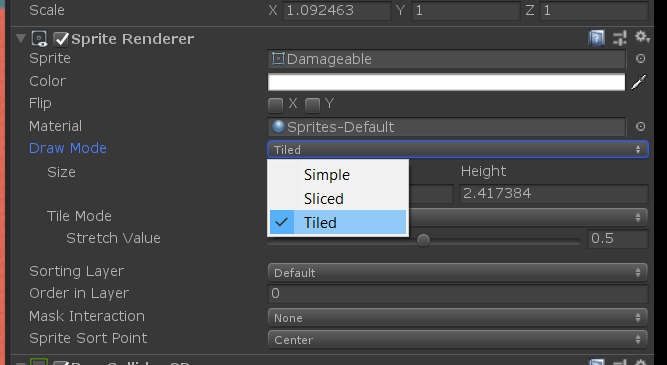 Scale X 1.092463 Y 1 Z 1
Sprite Renderer
Sprite Damageable
Color
Flip X Y
Material Sprites-Default
Draw Mode Tiled
Simple
Sliced
Tiled
Size Height
2.417384
Tile Mode
Stretch Value 0.5
Sorting Layer Default
Order in Layer 0
Mask Interaction None
Sprite Sort Point Center